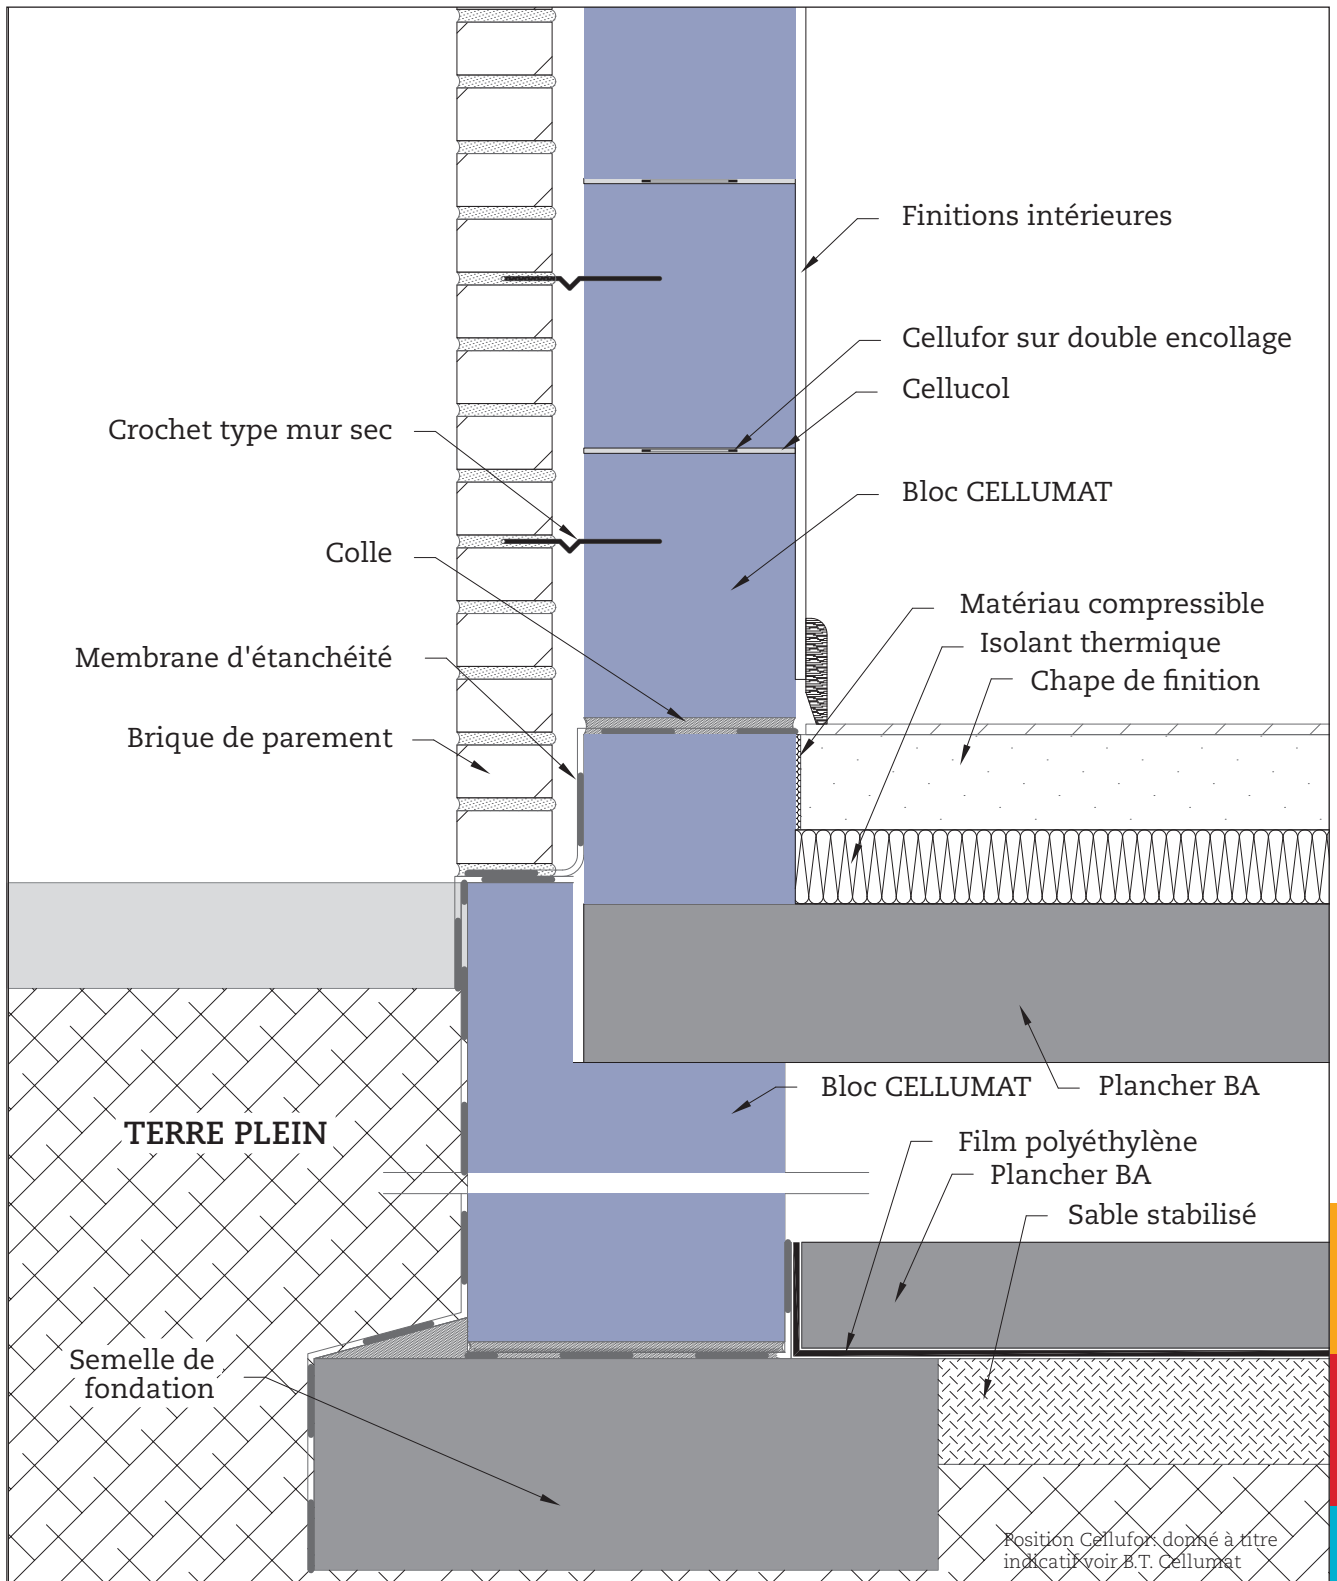 Finitions intérieures
Cellufor sur double encollage
Cellucol
Crochet type mur sec
Bloc CELLUMAT
Colle
Matériau compressible
Isolant thermique
Membrane d'étanchéité
Chape de finition
Brique de parement
Bloc CELLUMAT
Plancher BA
TERRE PLEIN
Film polyéthylène
Plancher BA
Sable stabilisé
Semelle de
fondation
Position Cellufor: donné à titre
indicatif voir B.T. Cellumat